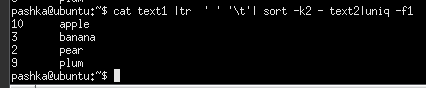 pashka@ubuntu:~$ cat text1 |tr  ' ' '\t'| sort -k2 - text2|uniq -f1
10 apple
3 banana
2 pear
9 plum
pashka@ubuntu:~$